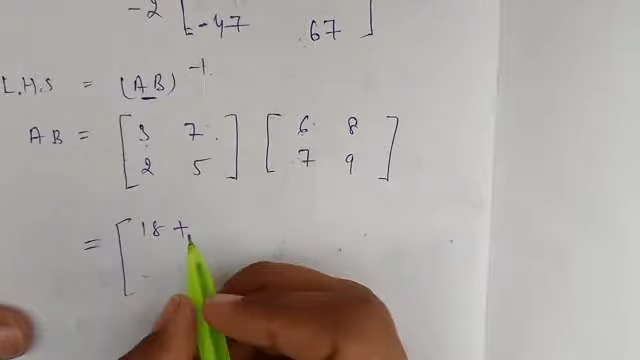 -2 [ -47 67 ]
L.H.S = (AB)⁻¹
AB = [ 3 7 ] [ 6 8 ]
[ 2 5 ] [ 7 9 ]
= [ 18 +